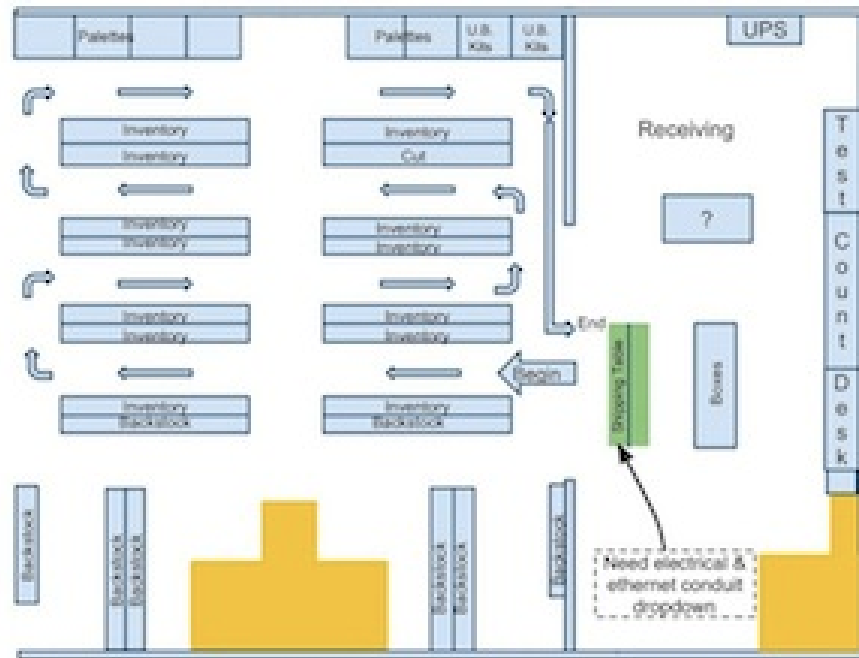 Palettes
Palettes
U.B.
Kits
U.B.
Kits
UPS
Receiving
Inventory
Inventory
Inventory
Cut
Inventory
Inventory
Inventory
Inventory
Inventory
Inventory
Inventory
Inventory
Inventory
Backstock
Inventory
Backstock
Begin
End
Shipping Table
Boxes
?
Test
Count
Desk
Backstock
Backstock
Backstock
Backstock
Backstock
Backstock
Need electrical &
ethernet conduit
dropdown